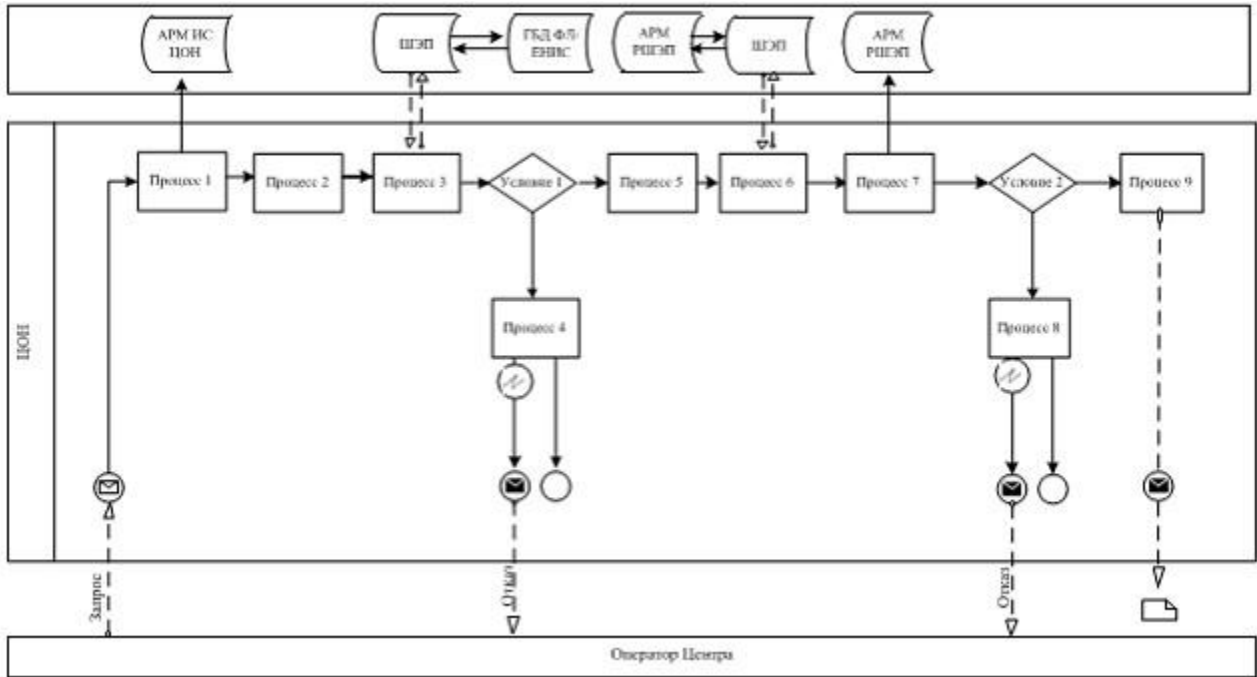 АРМ ИС
ЦОН
ШЭП
ГБД ФЛ-
ЕНИС
АРМ
РШЭП
ШЭП
АРМ
РШЭП
Процесс 1
Процесс 2
Процесс 3
Условие 1
Процесс 5
Процесс 6
Процесс 7
Условие 2
Процесс 9
Процесс 4
Процесс 8
ЦОН
Запрос
Отказ
Отказ
Оператор Центра